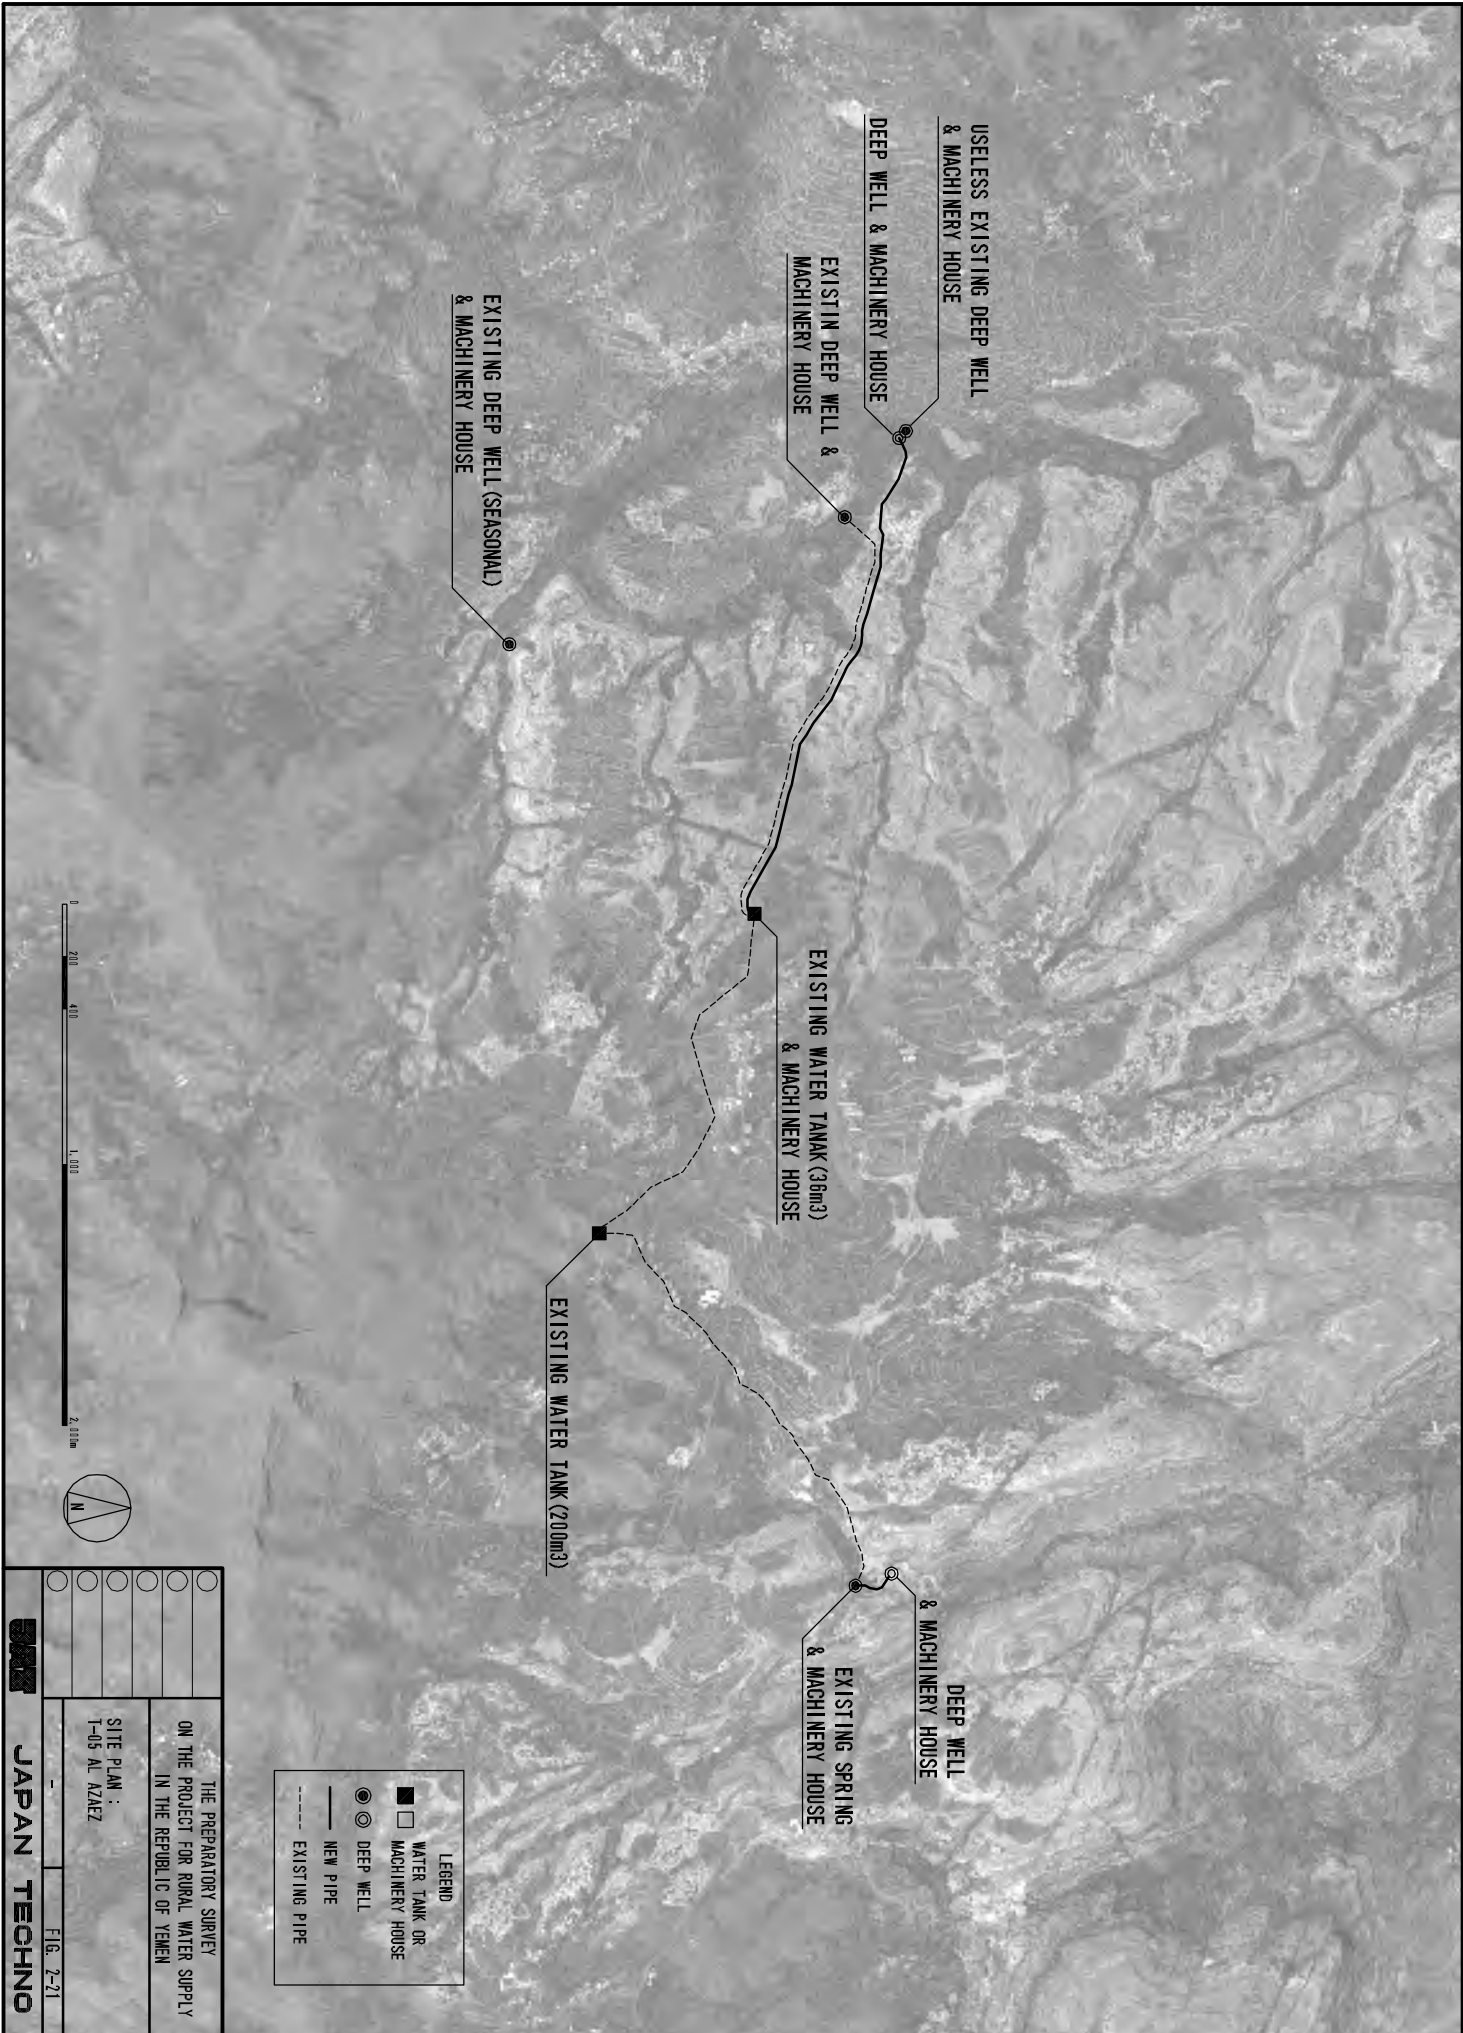 USELESS EXISTING DEEP WELL
& MACHINERY HOUSE
DEEP WELL & MACHINERY HOUSE
EXISTIN DEEP WELL &
MACHINERY HOUSE
EXISTING DEEP WELL(SEASONAL)
& MACHINERY HOUSE
EXISTING WATER TANAK(36m3)
& MACHINERY HOUSE
EXISTING WATER TANK(200m3)
DEEP WELL
& MACHINERY HOUSE
EXISTING SPRING
& MACHINERY HOUSE
0 200 400 1,000 2,000m
N
LEGEND
WATER TANK OR
MACHINERY HOUSE
DEEP WELL
NEW PIPE
EXISTING PIPE
THE PREPARATORY SURVEY
ON THE PROJECT FOR RURAL WATER SUPPLY
IN THE REPUBLIC OF YEMEN
SITE PLAN :
T-05 AL AZAEZ
- FIG. 2-21
JAPAN TECHNO